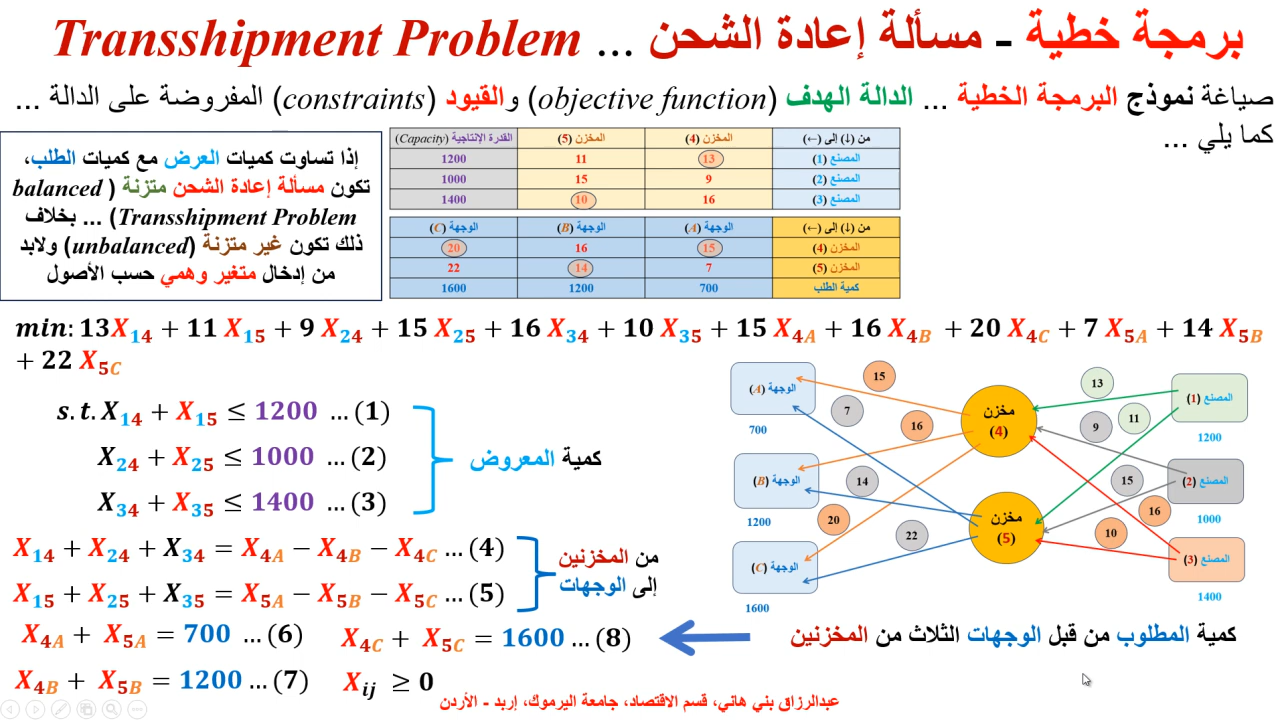 برمجة خطية - مسألة إعادة الشحن ... Transshipment Problem
صياغة نموذج البرمجة الخطية ... الدالة الهدف (objective function) والقيود (constraints) المفروضة على الدالة ...
كما يلي ...
من (↓) إلى (←) المخزن (4) المخزن (5) القدرة الإنتاجية (Capacity)
المصنع (1) 13 11 1200
المصنع (2) 9 15 1000
المصنع (3) 16 10 1400
من (↓) إلى (←) الوجهة (A) الوجهة (B) الوجهة (C)
المخزن (4) 15 16 20
المخزن (5) 7 14 22
كمية الطلب 700 1200 1600
إذا تساوت كميات العرض مع كميات الطلب،
تكون مسألة إعادة الشحن متزنة (balanced
Transshipment Problem) ... بخلاف
ذلك تكون غير متزنة (unbalanced) ولابد
من إدخال متغير وهمي حسب الأصول
min: 13X14 + 11 X15 + 9 X24 + 15 X25 + 16 X34 + 10 X35 + 15 X4A + 16 X4B + 20 X4C + 7 X5A + 14 X5B
+ 22 X5C
s.t. X14 + X15 ≤ 1200 ...(1)
X24 + X25 ≤ 1000 ...(2)
X34 + X35 ≤ 1400 ...(3)
كمية المعروض
X14 + X24 + X34 = X4A − X4B − X4C ...(4)
X15 + X25 + X35 = X5A − X5B − X5C ...(5)
من المخزنين
إلى الوجهات
X4A + X5A = 700 ...(6)
X4C + X5C = 1600 ...(8)
X4B + X5B = 1200 ...(7)
Xij ≥ 0
كمية المطلوب من قبل الوجهات الثلاث من المخزنين
المصنع (1)
1200
المصنع (2)
1000
المصنع (3)
1400
13
11
9
15
16
10
مخزن
(4)
مخزن
(5)
15
7
16
14
20
22
الوجهة (A)
700
الوجهة (B)
1200
الوجهة (C)
1600
عبدالرزاق بني هاني، قسم الاقتصاد، جامعة اليرموك، إربد - الأردن